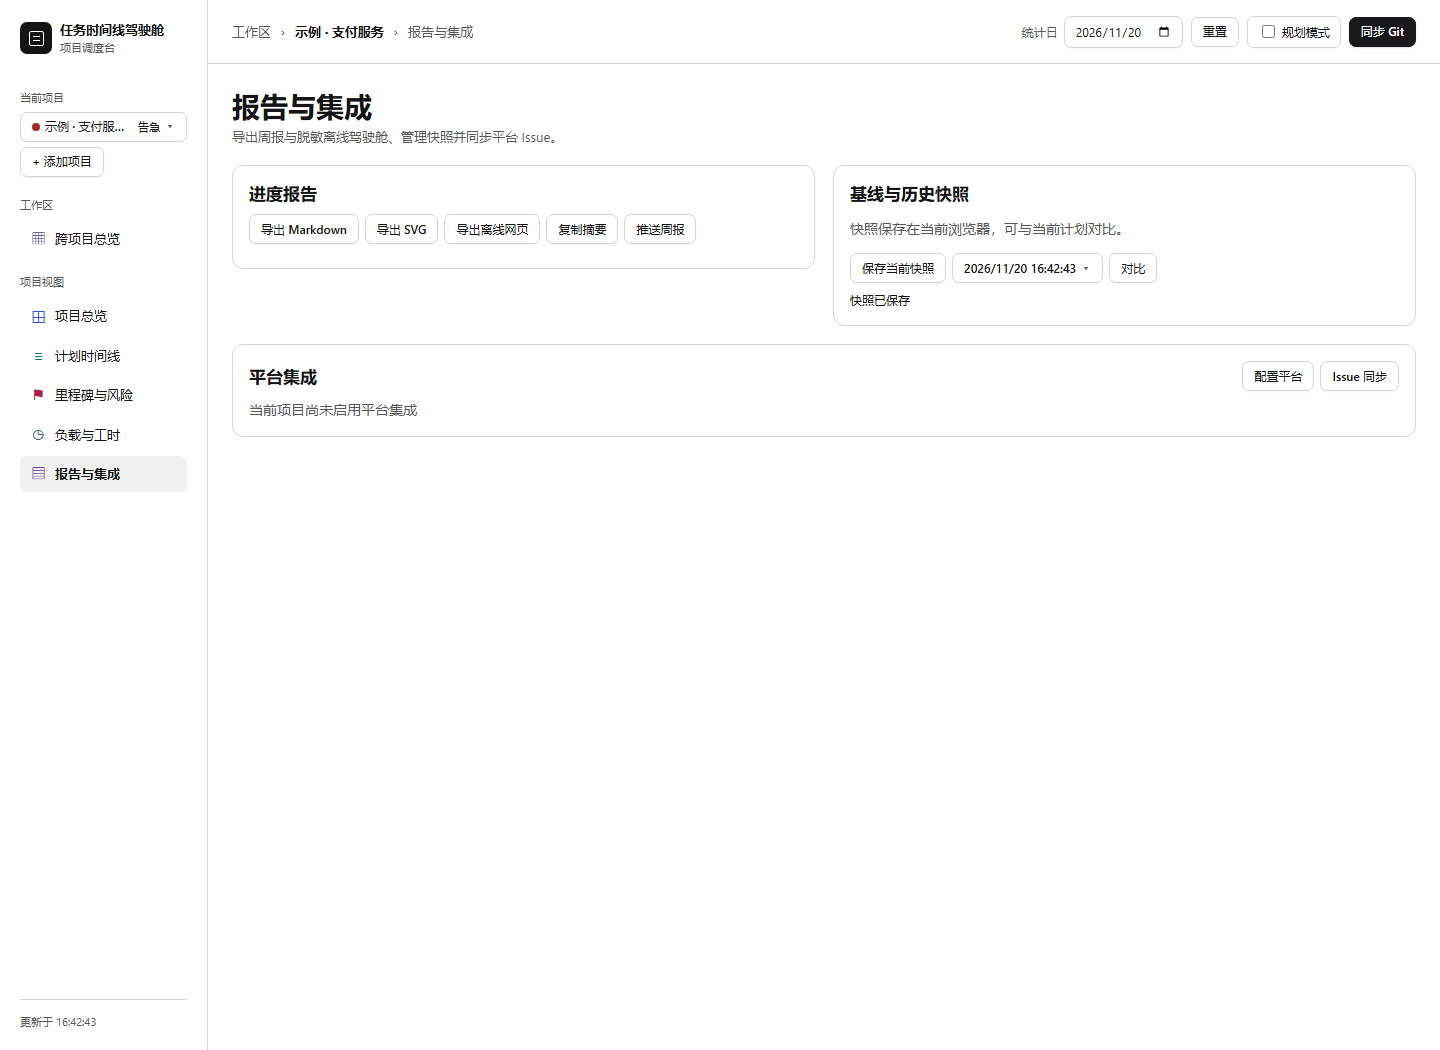 任务时间线驾驶舱
项目调度台
当前项目
示例 · 支付服... 告急
+ 添加项目
工作区
跨项目总览
项目视图
项目总览
计划时间线
里程碑与风险
负载与工时
报告与集成
更新于 16:42:43
工作区 › 示例 · 支付服务 › 报告与集成
统计日 2026/11/20 重置 规划模式 同步 Git
报告与集成
导出周报与脱敏离线驾驶舱、管理快照并同步平台 Issue。
进度报告
导出 Markdown 导出 SVG 导出离线网页 复制摘要 推送周报
基线与历史快照
快照保存在当前浏览器，可与当前计划对比。
保存当前快照 2026/11/20 16:42:43 对比
快照已保存
平台集成
配置平台 Issue 同步
当前项目尚未启用平台集成